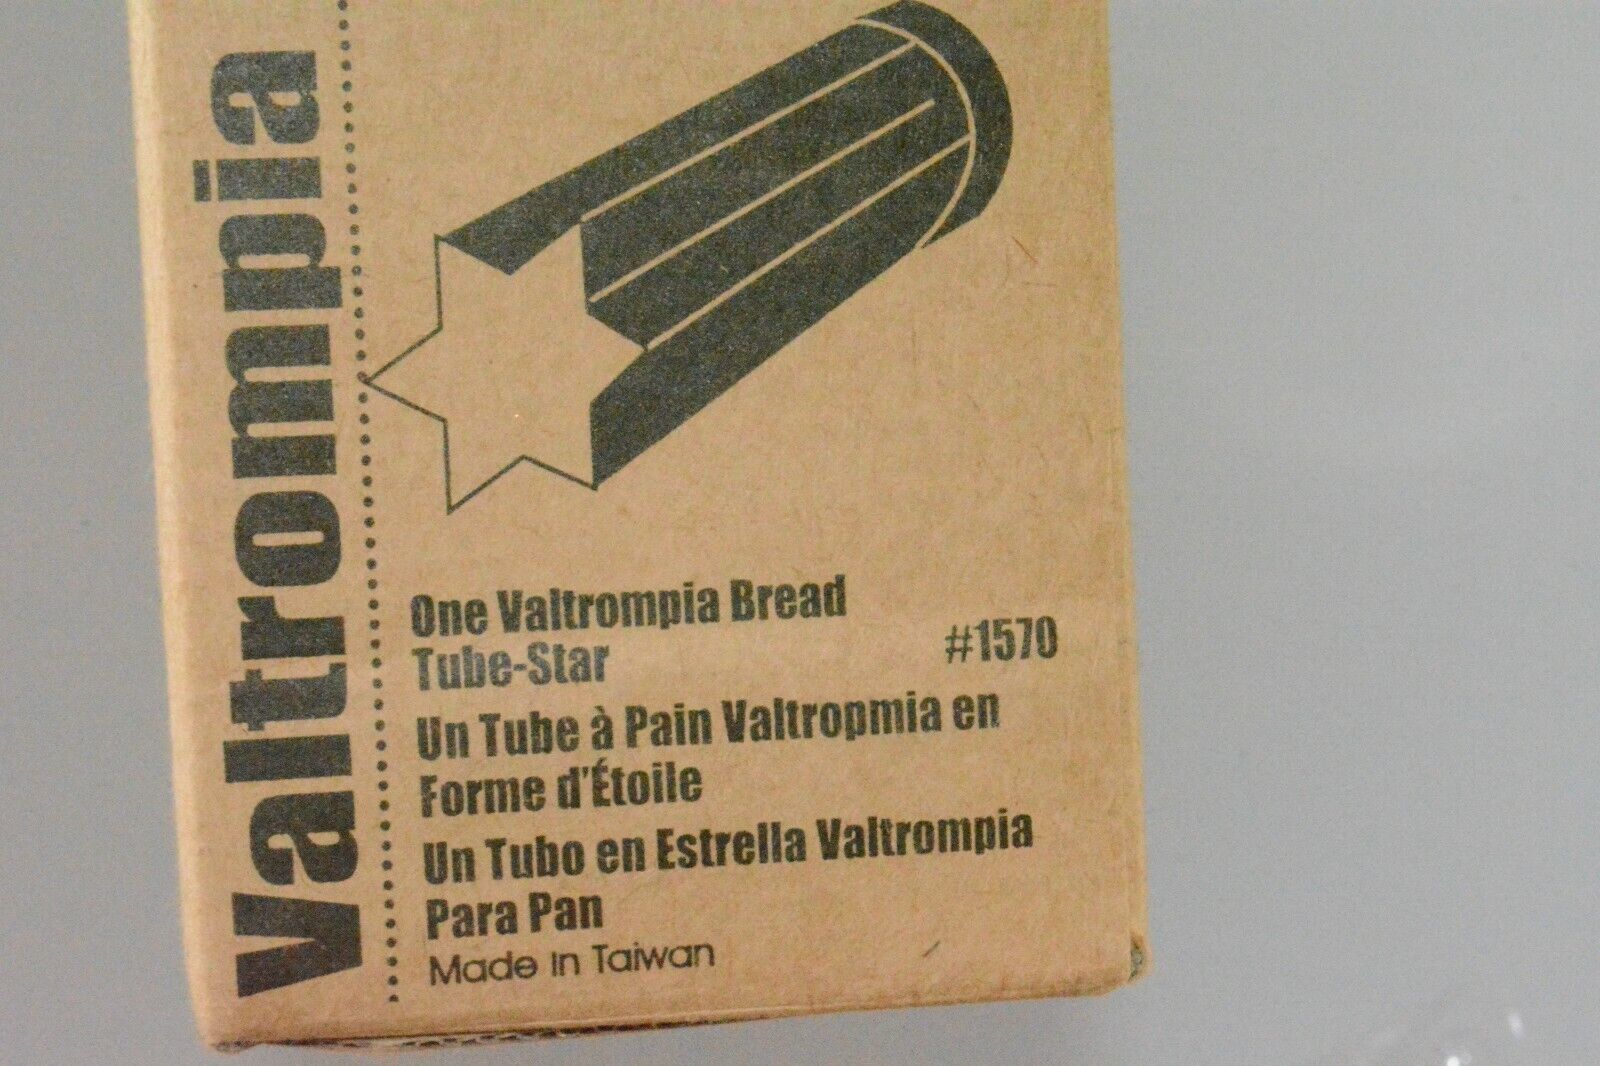 Valtrompia
One Valtrompia Bread
Tube-Star
#1570
Un Tube à Pain Valtropmia en
Forme d'Étoile
Un Tubo en Estrella Valtrompia
Para Pan
Made In Taiwan